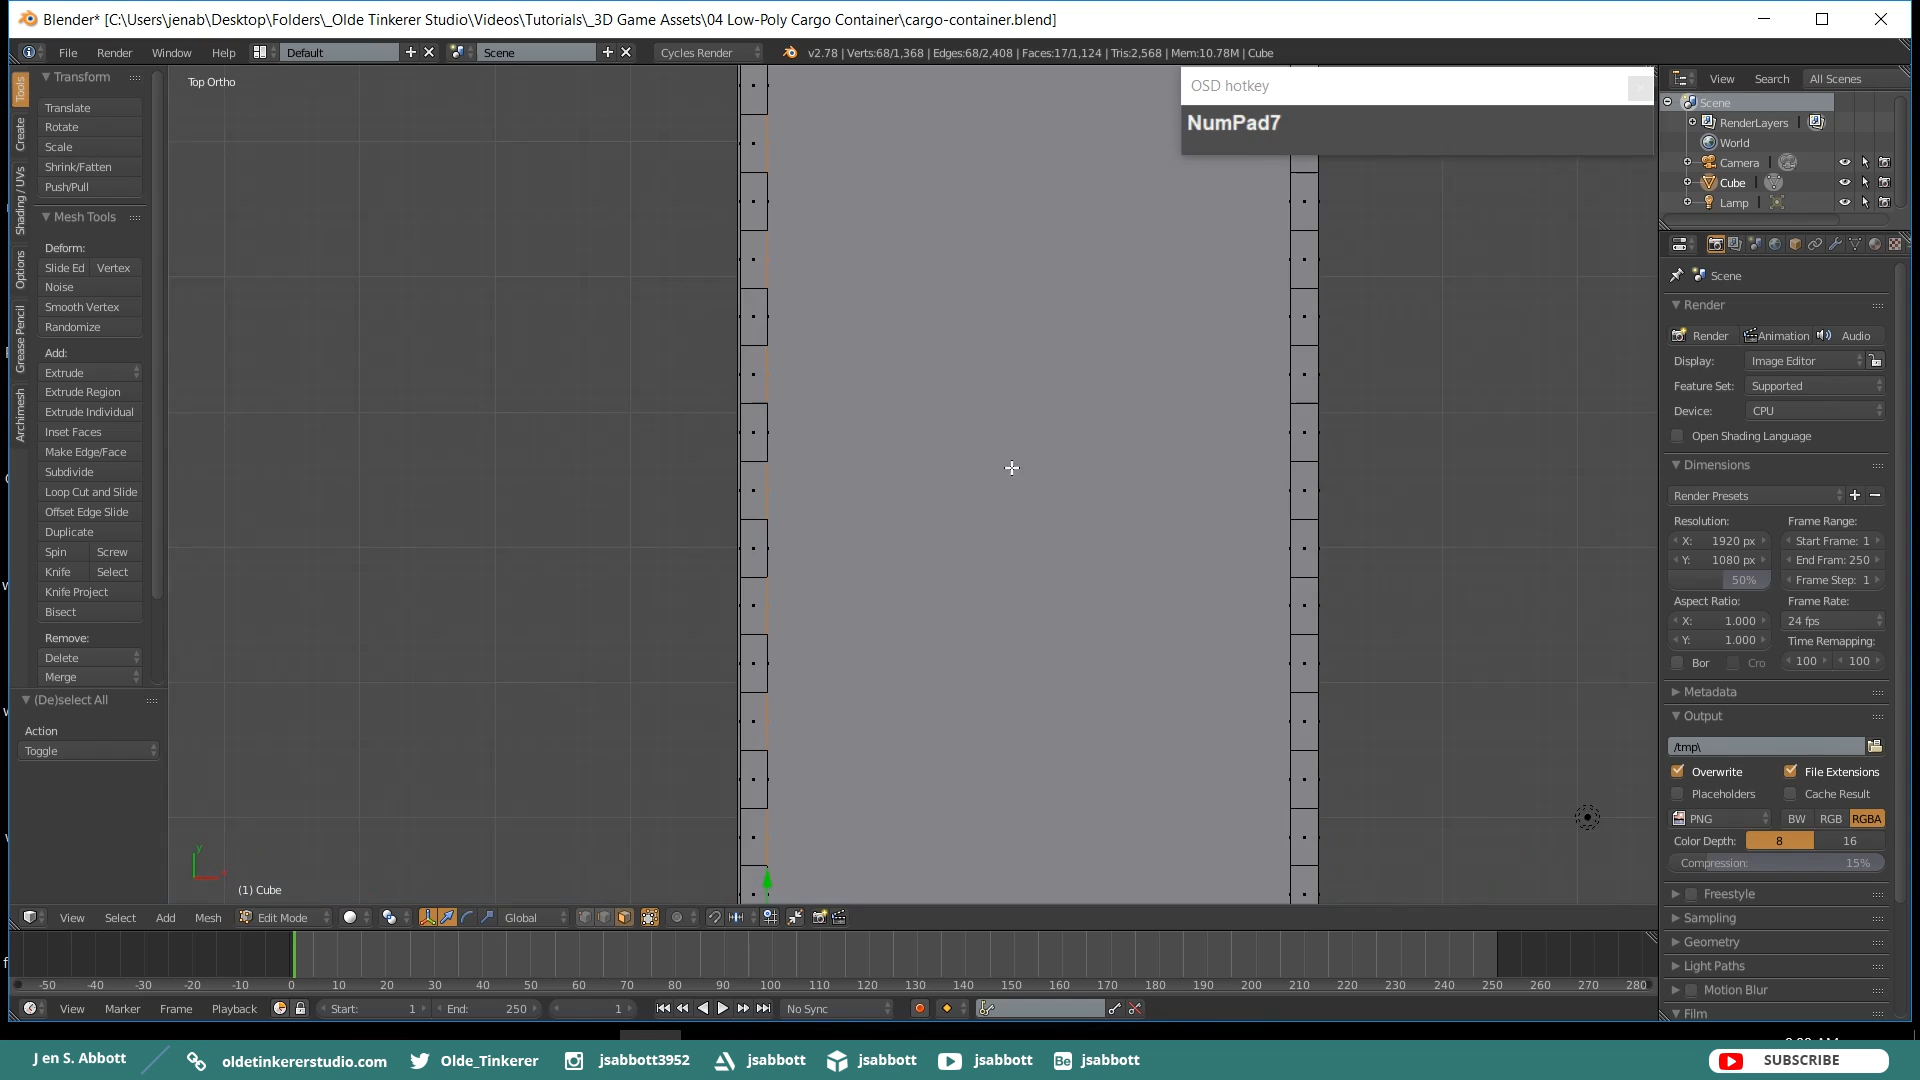 Blender* [C:\Users\jenab\Desktop\Folders\_Olde Tinkerer Studio\Videos\Tutorials\_3D Game Assets\04 Low-Poly Cargo Container\cargo-container.blend]
File Render Window Help Default Scene Cycles Render v2.78 | Verts:68/1,368 | Edges:68/2,408 | Faces:17/1,124 | Tris:2,568 | Mem:10.78M | Cube
Top Ortho
OSD hotkey
NumPad7
Tools
Create
Shading / UVs
Options
Grease Pencil
Archimesh
Transform
Translate
Rotate
Scale
Shrink/Fatten
Push/Pull
Mesh Tools
Deform:
Slide Ed Vertex
Noise
Smooth Vertex
Randomize
Add:
Extrude
Extrude Region
Extrude Individual
Inset Faces
Make Edge/Face
Subdivide
Loop Cut and Slide
Offset Edge Slide
Duplicate
Spin Screw
Knife Select
Knife Project
Bisect
Remove:
Delete
Merge
(De)select All
Action
Toggle
y
(1) Cube
View Search All Scenes
Scene
RenderLayers
World
Camera
Cube
Lamp
Scene
Render
Render Animation Audio
Display: Image Editor
Feature Set: Supported
Device: CPU
Open Shading Language
Dimensions
Render Presets
Resolution: Frame Range:
X: 1920 px Start Frame: 1
Y: 1080 px End Fram: 250
50% Frame Step: 1
Aspect Ratio: Frame Rate:
X: 1.000 24 fps
Y: 1.000 Time Remapping:
Bor Cro 100 100
Metadata
Output
/tmp\
Overwrite File Extensions
Placeholders Cache Result
PNG BW RGB RGBA
Color Depth: 8 16
Compression: 15%
Freestyle
Sampling
Geometry
Light Paths
Motion Blur
Film
View Select Add Mesh Edit Mode Global
-50 -40 -30 -20 -10 0 10 20 30 40 50 60 70 80 90 100 110 120 130 140 150 160 170 180 190 200 210 220 230 240 250 260 270 280
View Marker Frame Playback Start: 1 End: 250 1 No Sync
J en S. Abbott oldetinkererstudio.com Olde_Tinkerer jsabbott3952 jsabbott jsabbott jsabbott Bē jsabbott SUBSCRIBE